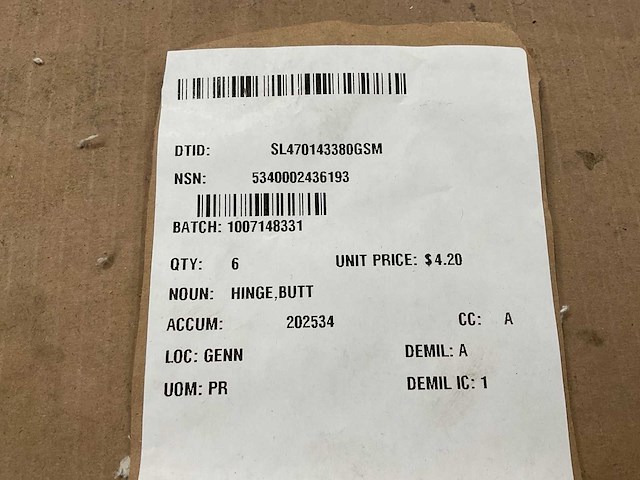 DTID: SL470143380GSM
NSN: 5340002436193
BATCH: 1007148331
QTY: 6 UNIT PRICE: $4.20
NOUN: HINGE,BUTT
ACCUM: 202534 CC: A
LOC: GENN DEMIL: A
UOM: PR DEMIL IC: 1